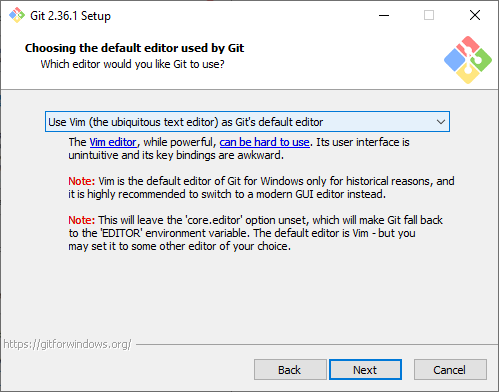 Git 2.36.1 Setup
Choosing the default editor used by Git
Which editor would you like Git to use?
Use Vim (the ubiquitous text editor) as Git's default editor
The Vim editor, while powerful, can be hard to use. Its user interface is
unintuitive and its key bindings are awkward.
Note: Vim is the default editor of Git for Windows only for historical reasons, and
it is highly recommended to switch to a modern GUI editor instead.
Note: This will leave the 'core.editor' option unset, which will make Git fall back
to the 'EDITOR' environment variable. The default editor is Vim - but you
may set it to some other editor of your choice.
https://gitforwindows.org/
Back
Next
Cancel